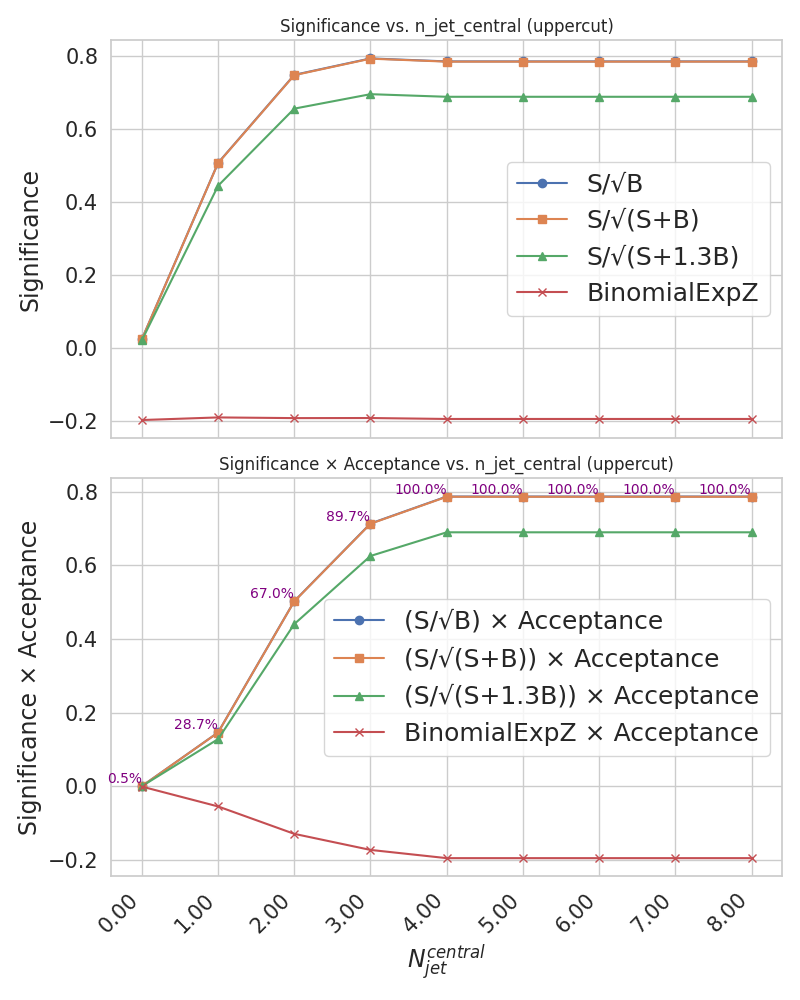 Significance vs. n_jet_central (uppercut)
Significance
0.8
0.6
0.4
0.2
0.0
−0.2
S/√B
S/√(S+B)
S/√(S+1.3B)
BinomialExpZ
Significance × Acceptance vs. n_jet_central (uppercut)
Significance × Acceptance
0.8
0.6
0.4
0.2
0.0
−0.2
0.5%
28.7%
67.0%
89.7%
100.0%
100.0%
100.0%
100.0%
100.0%
(S/√B) × Acceptance
(S/√(S+B)) × Acceptance
(S/√(S+1.3B)) × Acceptance
BinomialExpZ × Acceptance
0.00
1.00
2.00
3.00
4.00
5.00
6.00
7.00
8.00
$N_{jet}^{central}$